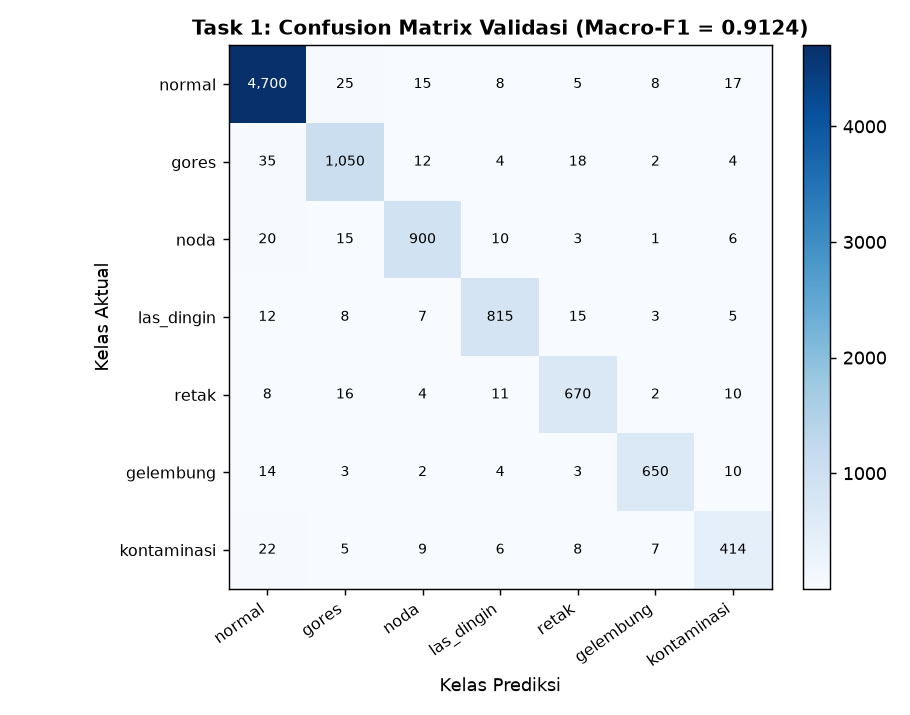 Task 1: Confusion Matrix Validasi (Macro-F1 = 0.9124)
Kelas Aktual
normal 4,700 25 15 8 5 8 17
gores 35 1,050 12 4 18 2 4
noda 20 15 900 10 3 1 6
las_dingin 12 8 7 815 15 3 5
retak 8 16 4 11 670 2 10
gelembung 14 3 2 4 3 650 10
kontaminasi 22 5 9 6 8 7 414
normal gores noda las_dingin retak gelembung kontaminasi
Kelas Prediksi
4000
3000
2000
1000